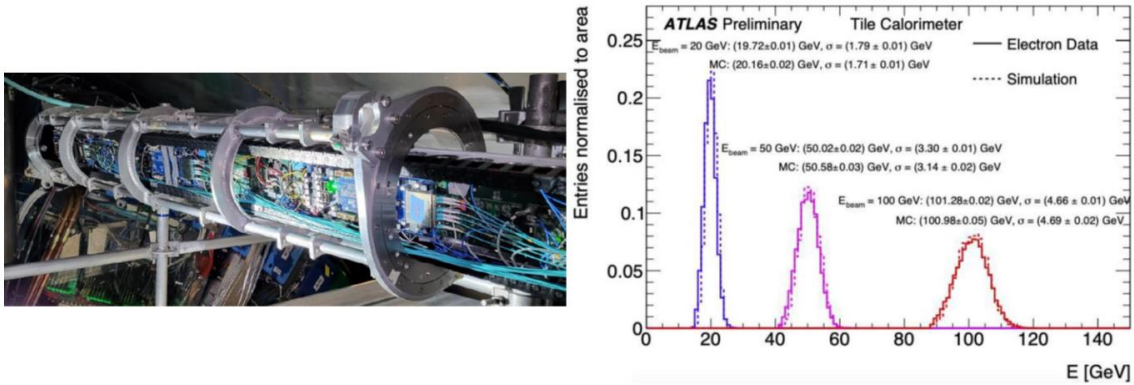 ATLAS Preliminary Tile Calorimeter
E_beam = 20 GeV: (19.72±0.01) GeV, σ = (1.79 ± 0.01) GeV
MC: (20.16±0.02) GeV, σ = (1.71 ± 0.01) GeV
Electron Data
Simulation
E_beam = 50 GeV: (50.02±0.02) GeV, σ = (3.30 ± 0.01) GeV
MC: (50.58±0.03) GeV, σ = (3.14 ± 0.02) GeV
E_beam = 100 GeV: (101.28±0.02) GeV, σ = (4.66 ± 0.01) GeV
MC: (100.98±0.05) GeV, σ = (4.69 ± 0.02) GeV
Entries normalised to area
0.25
0.2
0.15
0.1
0.05
0
0 20 40 60 80 100 120 140
E [GeV]